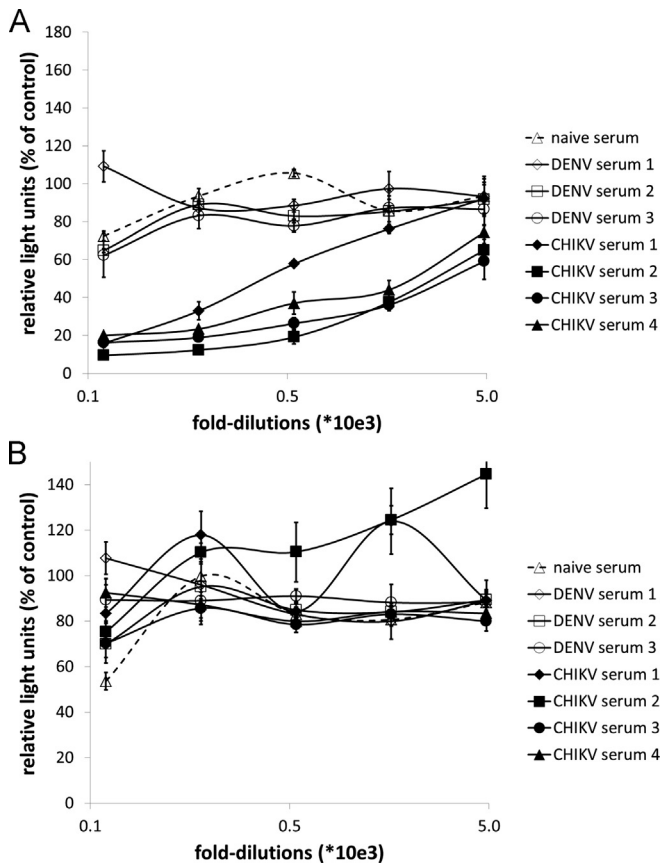 A
relative light units (% of control)
180
160
140
120
100
80
60
40
20
0
0.1
0.5
5.0
fold-dilutions (*10e3)
naive serum
DENV serum 1
DENV serum 2
DENV serum 3
CHIKV serum 1
CHIKV serum 2
CHIKV serum 3
CHIKV serum 4
B
relative light units (% of control)
140
120
100
80
60
40
20
0
0.1
0.5
5.0
fold-dilutions (*10e3)
naive serum
DENV serum 1
DENV serum 2
DENV serum 3
CHIKV serum 1
CHIKV serum 2
CHIKV serum 3
CHIKV serum 4